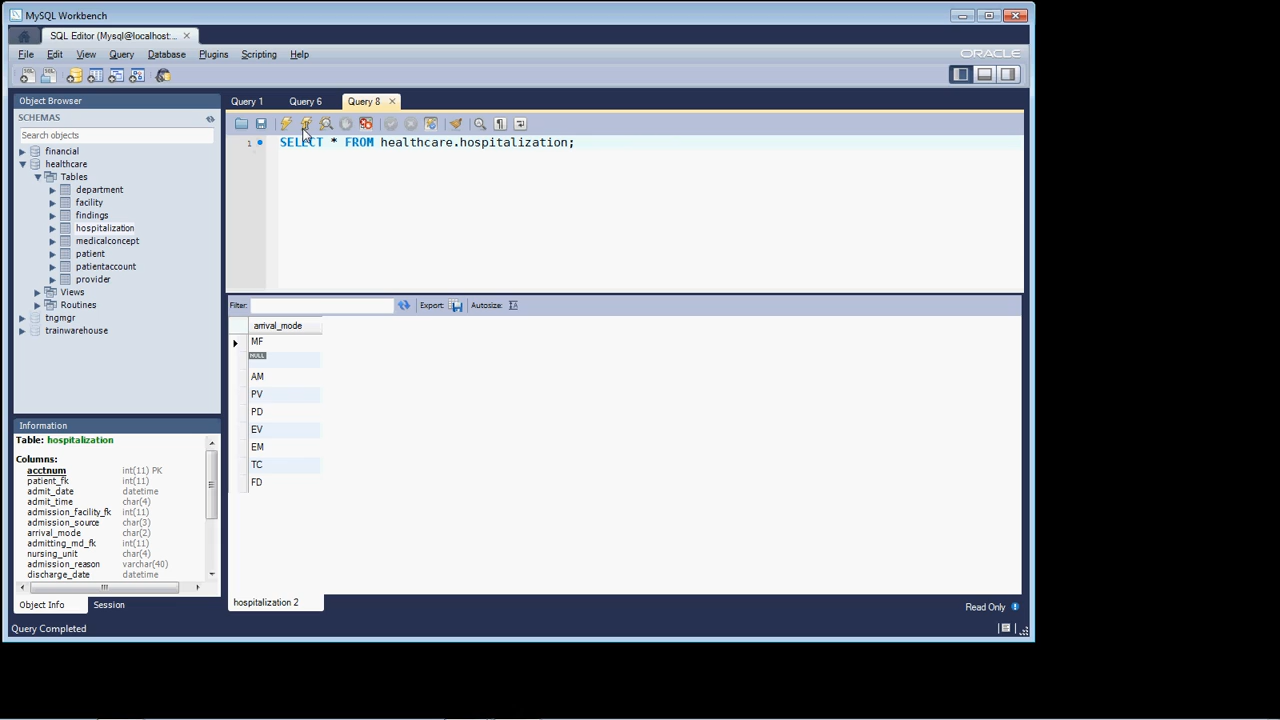 MySQL Workbench
SQL Editor (Mysql@localhost:...
File Edit View Query Database Plugins Scripting Help
ORACLE
Object Browser
SCHEMAS
Search objects
financial
healthcare
Tables
department
facility
findings
hospitalization
medicalconcept
patient
patientaccount
provider
Views
Routines
tngmgr
trainwarehouse
Information
Table: hospitalization
Columns:
acctnum int(11) PK
patient_fk int(11)
admit_date datetime
admit_time char(4)
admission_facility_fk int(11)
admission_source char(3)
arrival_mode char(2)
admitting_md_fk int(11)
nursing_unit char(4)
admission_reason varchar(40)
discharge_date datetime
Object Info Session
Query Completed
Query 1 Query 6 Query 8
1 SELECT * FROM healthcare.hospitalization;
Filter: Export: Autosize:
arrival_mode
MF
NULL
AM
PV
PD
EV
EM
TC
FD
hospitalization 2
Read Only